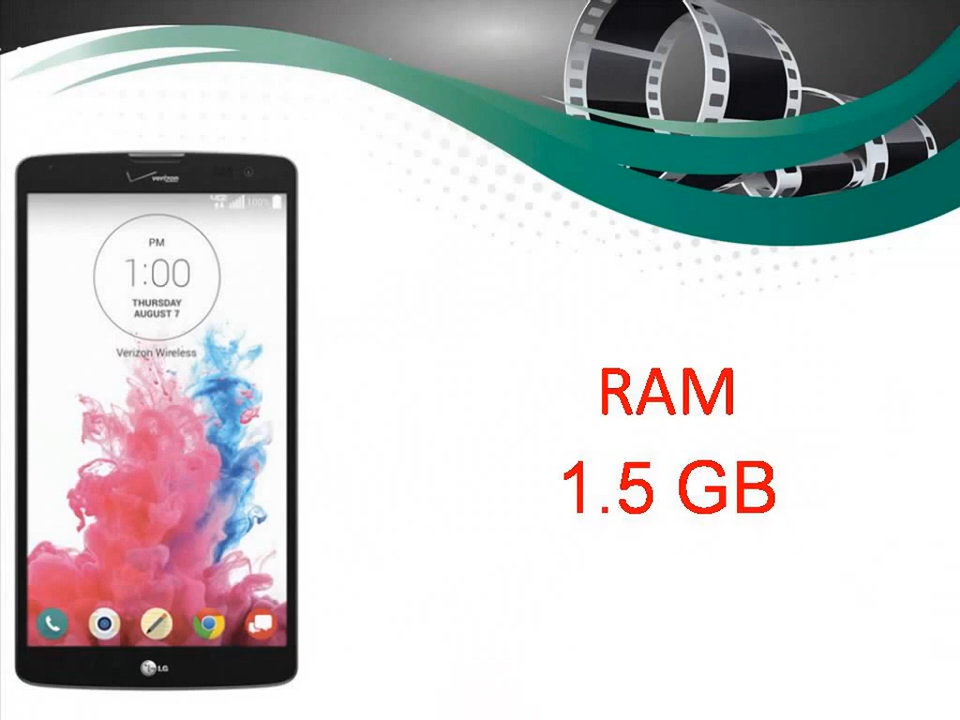 verizon
100%
PM
1:00
THURSDAY
AUGUST 7
Verizon Wireless
LG
RAM
1.5 GB